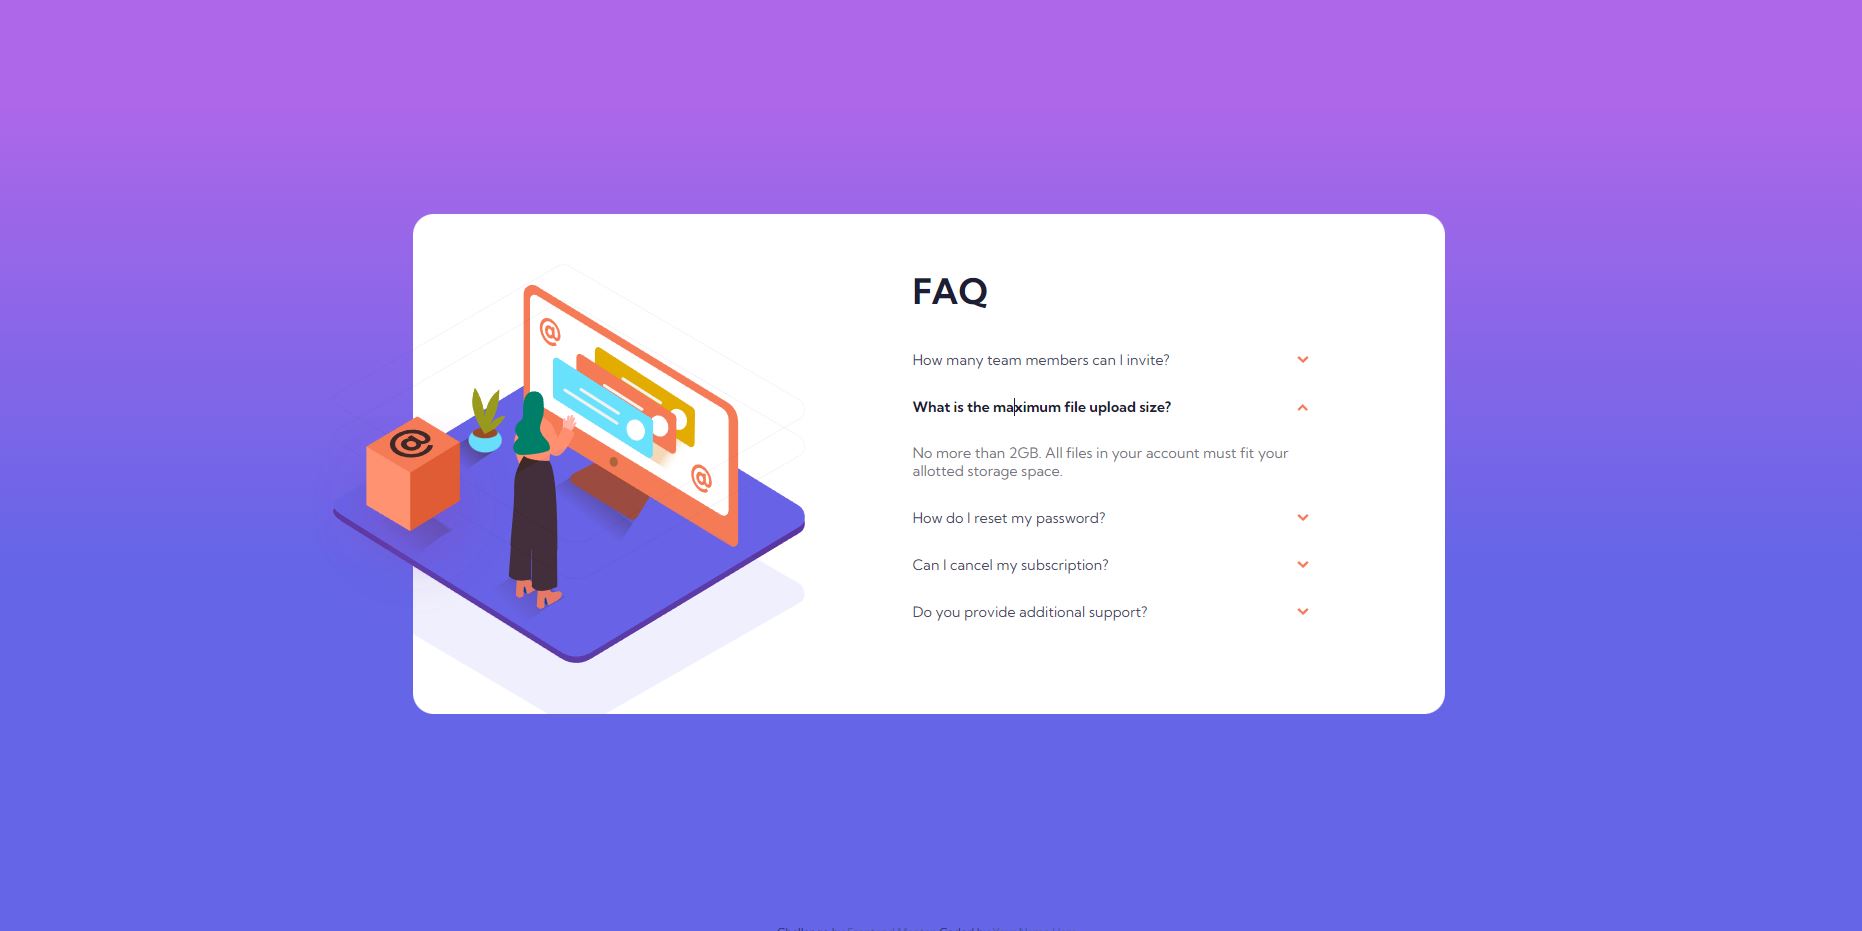 FAQ
How many team members can I invite?
What is the maximum file upload size?
No more than 2GB. All files in your account must fit your
allotted storage space.
How do I reset my password?
Can I cancel my subscription?
Do you provide additional support?